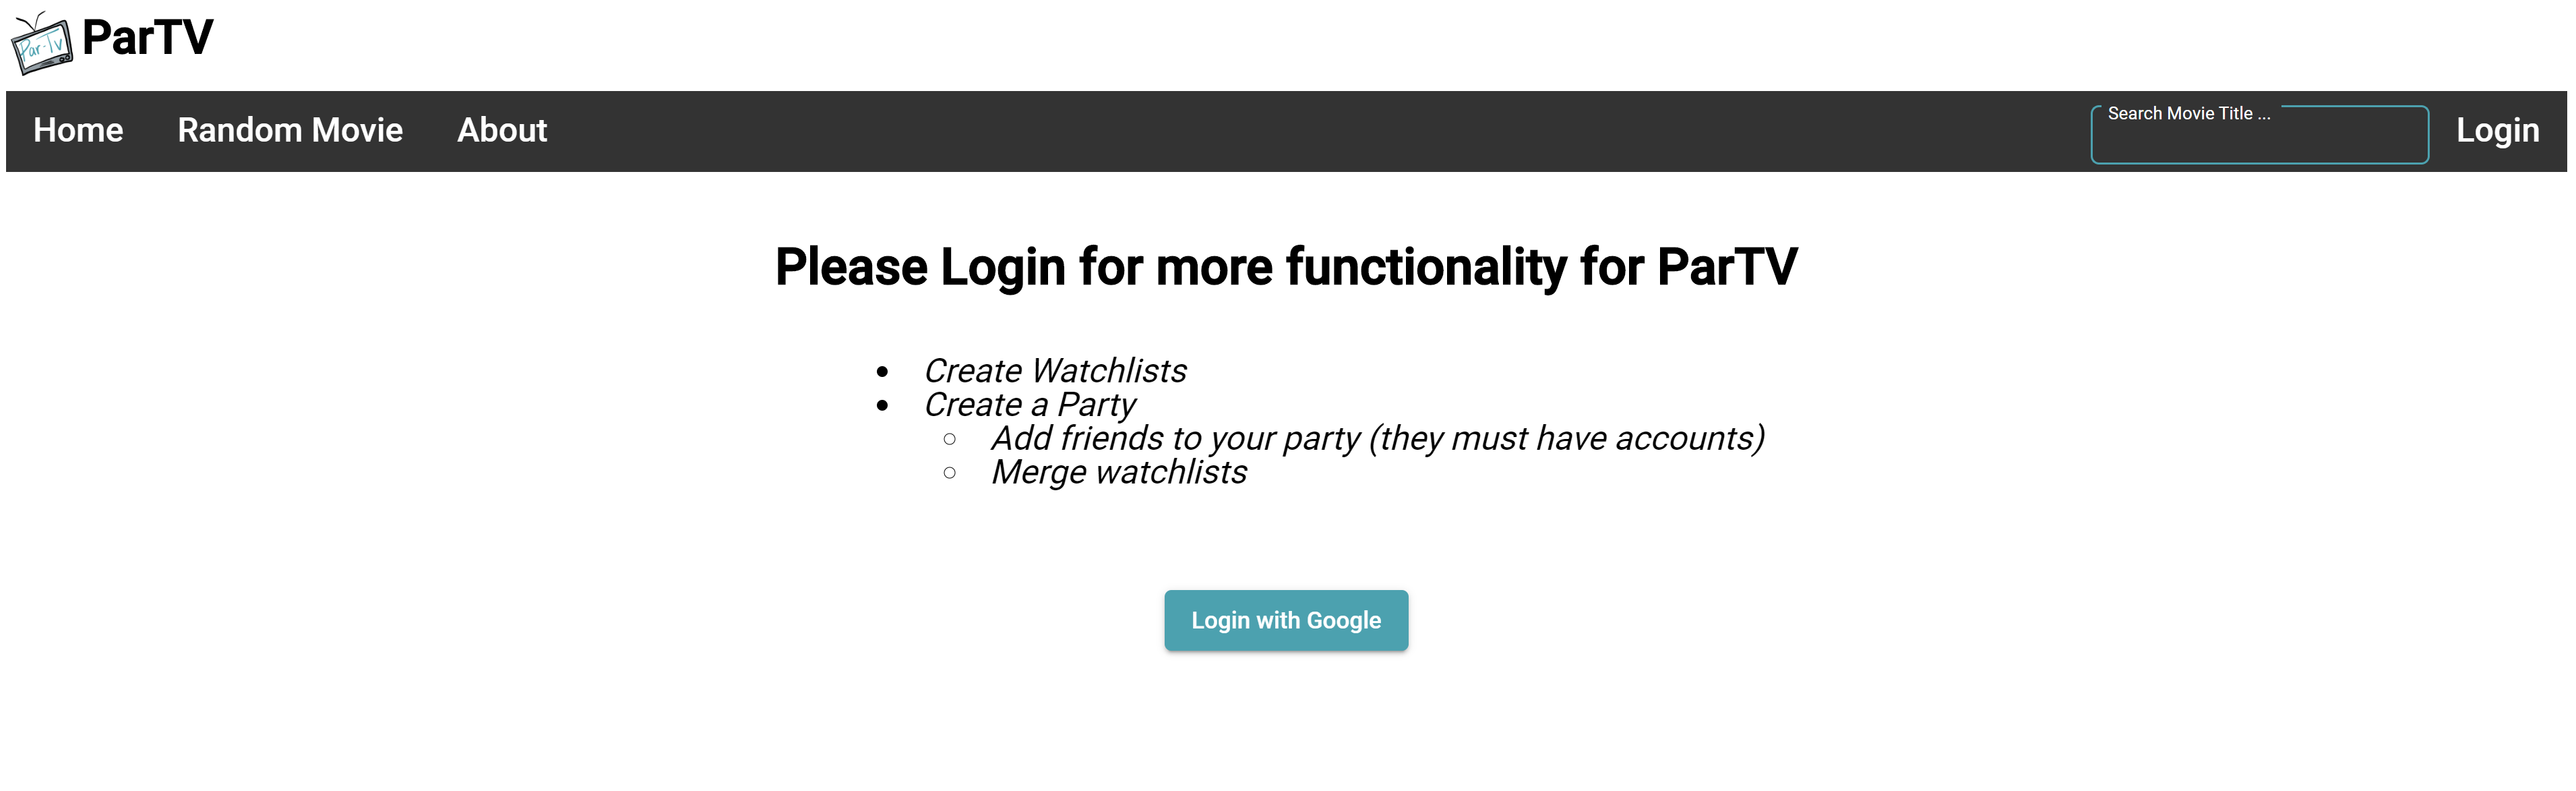 Par-Tv
ParTV
Home
Random Movie
About
Search Movie Title ...
Login
Please Login for more functionality for ParTV
Create Watchlists
Create a Party
Add friends to your party (they must have accounts)
Merge watchlists
Login with Google